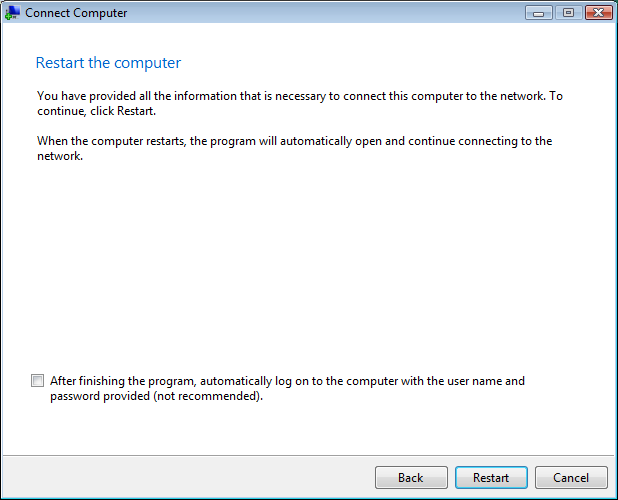 Connect Computer
Restart the computer
You have provided all the information that is necessary to connect this computer to the network. To
continue, click Restart.
When the computer restarts, the program will automatically open and continue connecting to the
network.
After finishing the program, automatically log on to the computer with the user name and
password provided (not recommended).
Back
Restart
Cancel